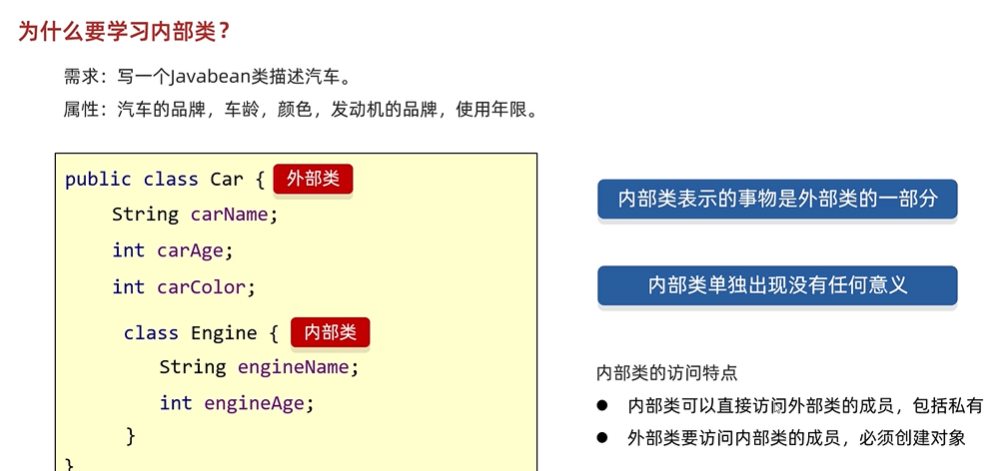 为什么要学习内部类？
需求：写一个Javabean类描述汽车。
属性：汽车的品牌，车龄，颜色，发动机的品牌，使用年限。
public class Car { 外部类
String carName;
int carAge;
int carColor;
class Engine { 内部类
String engineName;
int engineAge;
}
}
内部类表示的事物是外部类的一部分
内部类单独出现没有任何意义
内部类的访问特点
● 内部类可以直接访问外部类的成员，包括私有
● 外部类要访问内部类的成员，必须创建对象